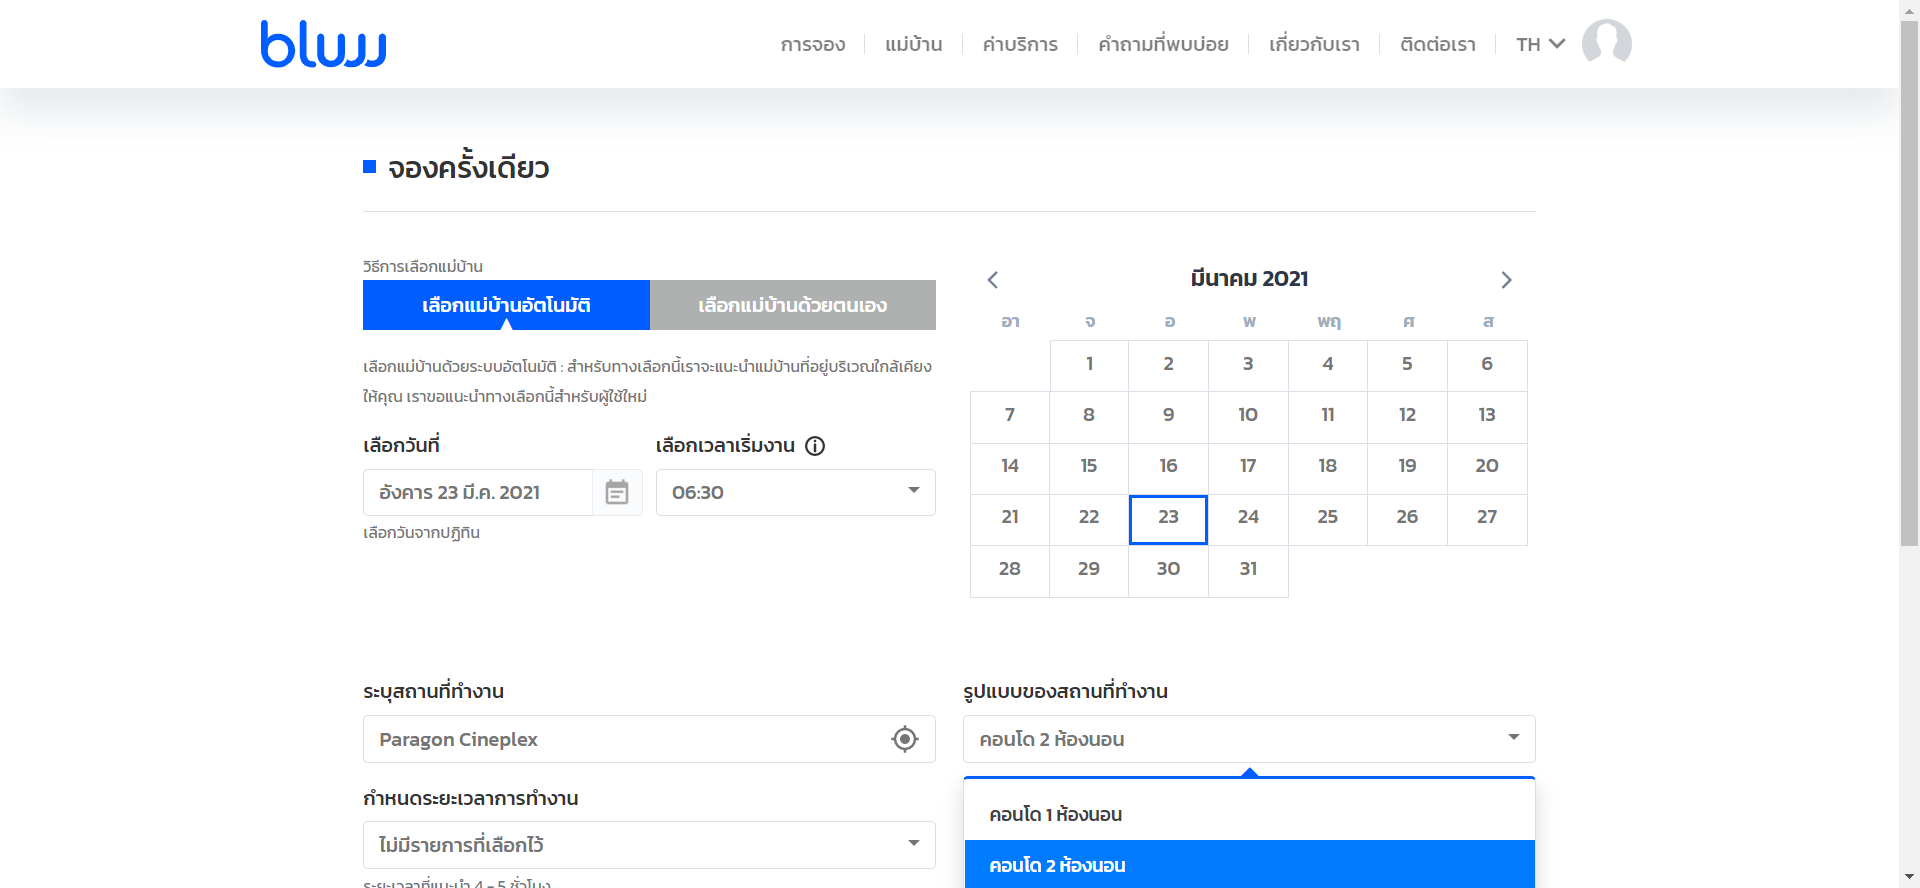 bluuu
การจอง
แม่บ้าน
ค่าบริการ
คำถามที่พบบ่อย
เกี่ยวกับเรา
ติดต่อเรา
TH
จองครั้งเดียว
วิธีการเลือกแม่บ้าน
เลือกแม่บ้านอัตโนมัติ
เลือกแม่บ้านด้วยตนเอง
เลือกแม่บ้านด้วยระบบอัตโนมัติ : สำหรับทางเลือกนี้เราจะแนะนำแม่บ้านที่อยู่บริเวณใกล้เคียง
ให้คุณ เราขอแนะนำทางเลือกนี้สำหรับผู้ใช้ใหม่
เลือกวันที่
เลือกเวลาเริ่มงาน
อังคาร 23 มี.ค. 2021
06:30
เลือกวันจากปฏิทิน
มีนาคม 2021
อา จ อ พ พฤ ศ ส
1 2 3 4 5 6
7 8 9 10 11 12 13
14 15 16 17 18 19 20
21 22 23 24 25 26 27
28 29 30 31
ระบุสถานที่ทำงาน
Paragon Cineplex
กำหนดระยะเวลาการทำงาน
ไม่มีรายการที่เลือกไว้
ระยะเวลาที่แนะนำ 4 - 5 ชั่วโมง
รูปแบบของสถานที่ทำงาน
คอนโด 2 ห้องนอน
คอนโด 1 ห้องนอน
คอนโด 2 ห้องนอน